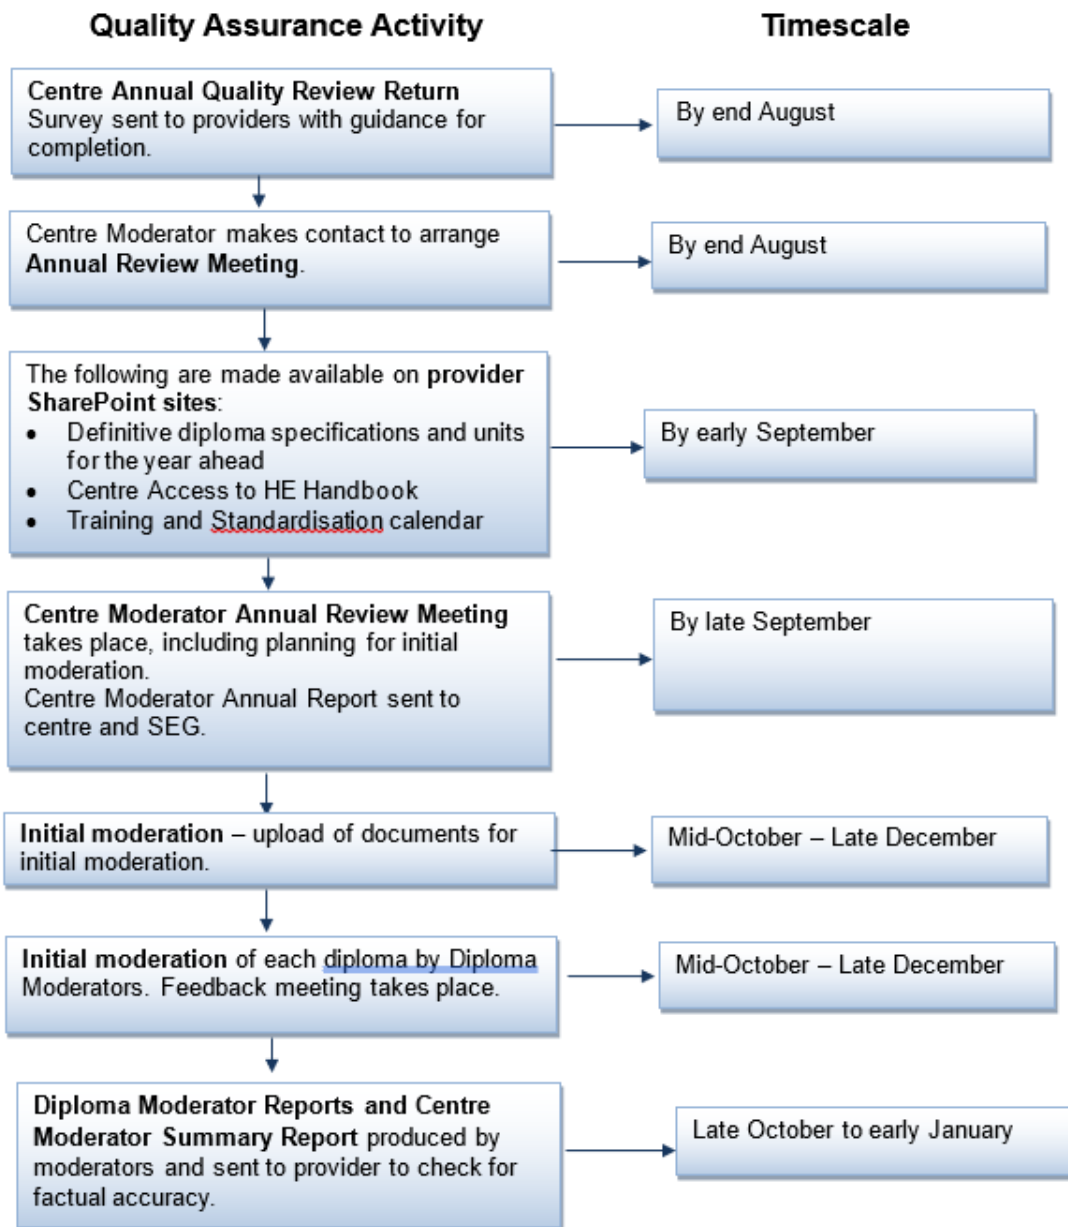 Quality Assurance Activity
Timescale
Centre Annual Quality Review Return
Survey sent to providers with guidance for
completion.
By end August
Centre Moderator makes contact to arrange
Annual Review Meeting.
By end August
The following are made available on provider
SharePoint sites:
• Definitive diploma specifications and units
for the year ahead
• Centre Access to HE Handbook
• Training and Standardisation calendar
By early September
Centre Moderator Annual Review Meeting
takes place, including planning for initial
moderation.
Centre Moderator Annual Report sent to
centre and SEG.
By late September
Initial moderation – upload of documents for
initial moderation.
Mid-October – Late December
Initial moderation of each diploma by Diploma
Moderators. Feedback meeting takes place.
Mid-October – Late December
Diploma Moderator Reports and Centre
Moderator Summary Report produced by
moderators and sent to provider to check for
factual accuracy.
Late October to early January